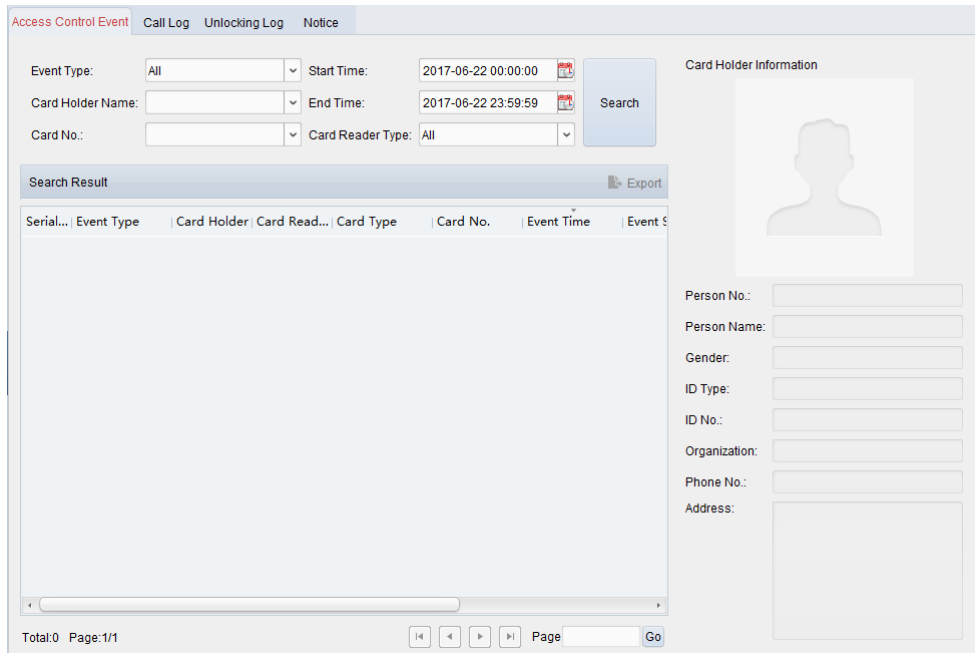 Access Control Event Call Log Unlocking Log Notice
Event Type: All Start Time: 2017-06-22 00:00:00
Card Holder Name: End Time: 2017-06-22 23:59:59 Search
Card No.: Card Reader Type: All
Search Result Export
Serial... Event Type Card Holder Card Read... Card Type Card No. Event Time Event S
Total:0 Page:1/1 Page Go
Card Holder Information
Person No.:
Person Name:
Gender:
ID Type:
ID No.:
Organization:
Phone No.:
Address: